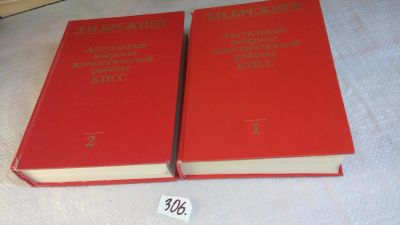 Л.И.БРЕЖНЕВ
Актуальные
вопросы
идеологической
работы
КПСС
2
Л.И.БРЕЖНЕВ
Актуальные
вопросы
идеологической
работы
КПСС
1
306.